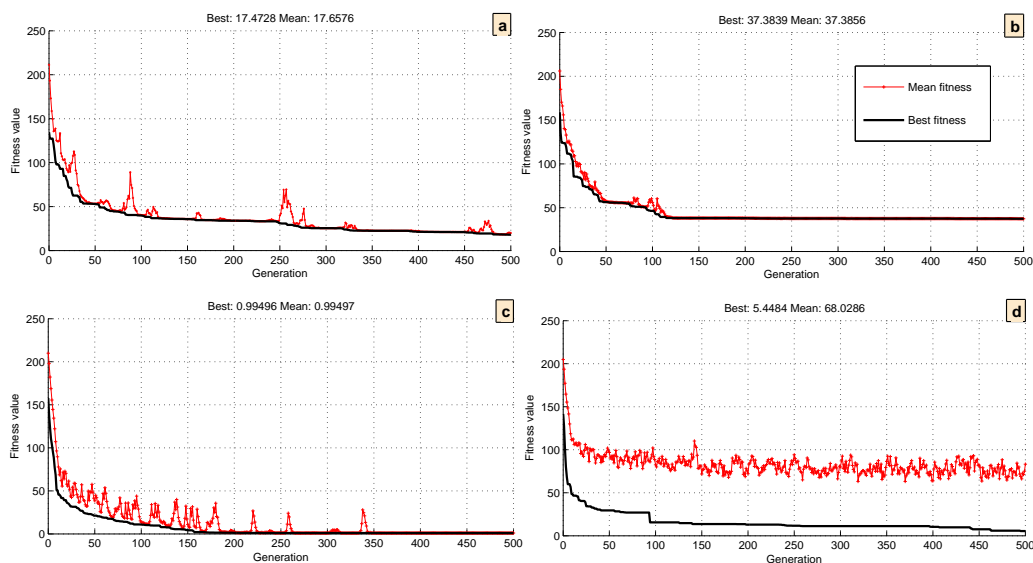 Best: 17.4728 Mean: 17.6576
a
250
200
150
100
50
0
Fitness value
0 50 100 150 200 250 300 350 400 450 500
Generation
Best: 37.3839 Mean: 37.3856
b
250
200
150
100
50
0
Fitness value
Mean fitness
Best fitness
0 50 100 150 200 250 300 350 400 450 500
Generation
Best: 0.99496 Mean: 0.99497
c
250
200
150
100
50
0
Fitness value
0 50 100 150 200 250 300 350 400 450 500
Generation
Best: 5.4484 Mean: 68.0286
d
250
200
150
100
50
0
Fitness value
0 50 100 150 200 250 300 350 400 450 500
Generation